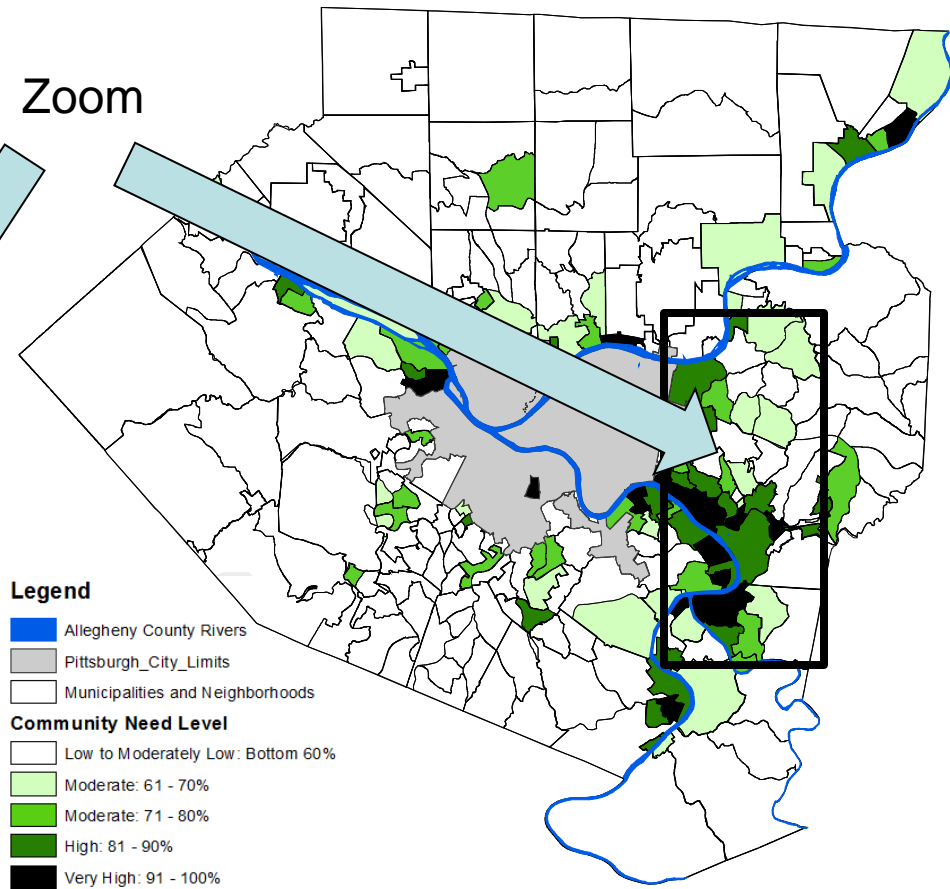 Zoom
Legend
Allegheny County Rivers
Pittsburgh_City_Limits
Municipalities and Neighborhoods
Community Need Level
Low to Moderately Low: Bottom 60%
Moderate: 61 - 70%
Moderate: 71 - 80%
High: 81 - 90%
Very High: 91 - 100%